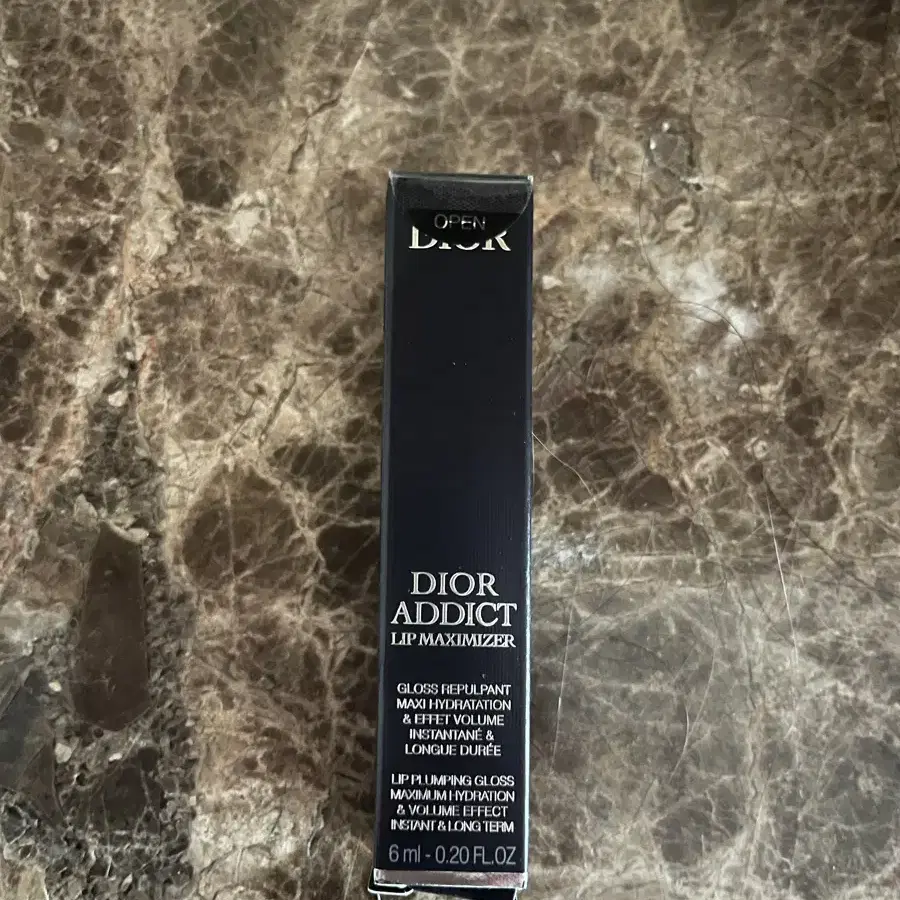 OPEN
DIOR
DIOR
ADDICT
LIP MAXIMIZER
GLOSS REPULPANT
MAXI HYDRATATION
& EFFET VOLUME
INSTANTANÉ &
LONGUE DURÉE
LIP PLUMPING GLOSS
MAXIMUM HYDRATION
& VOLUME EFFECT
INSTANT & LONG TERM
6 ml - 0.20 FL.OZ